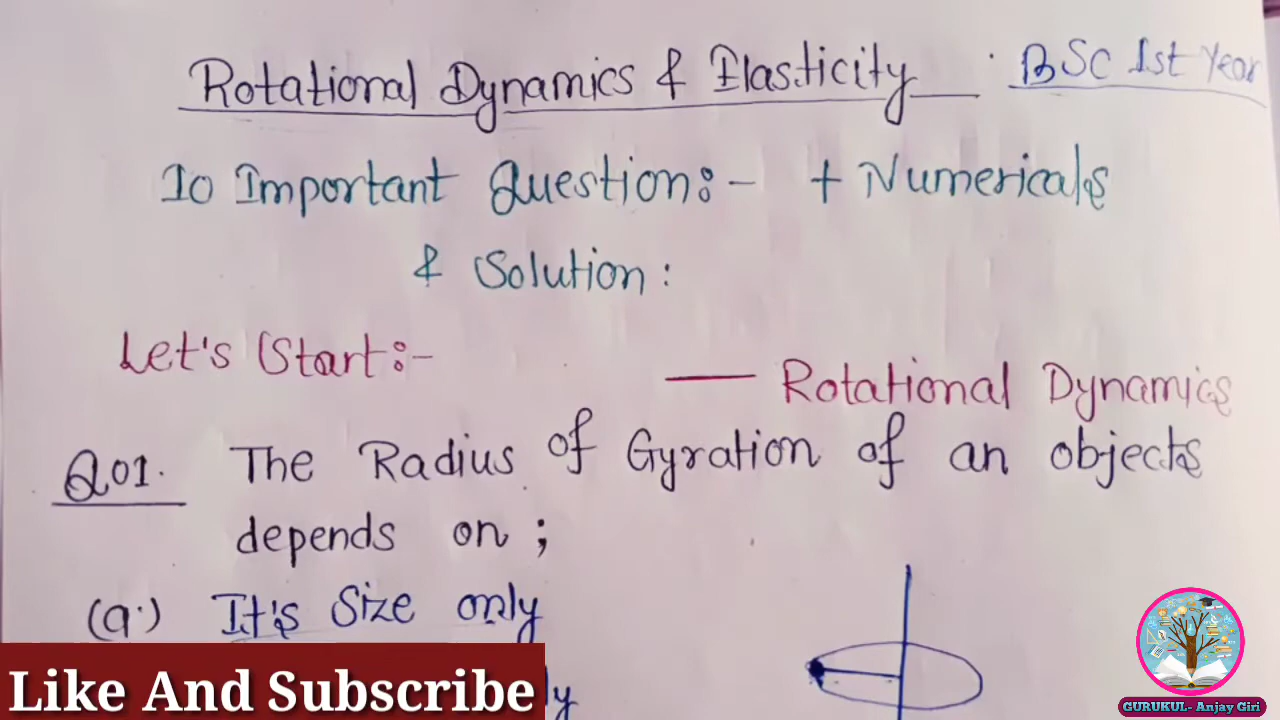 Rotational Dynamics & Elasticity
BSc 1st Year
10 Important Question:- + Numericals
& Solution:
Let's Start:-
— Rotational Dynamics
Q01. The Radius of Gyration of an objects
depends on ;
(a.) It's Size only
Like And Subscribe
GURUKUL- Anjay Giri